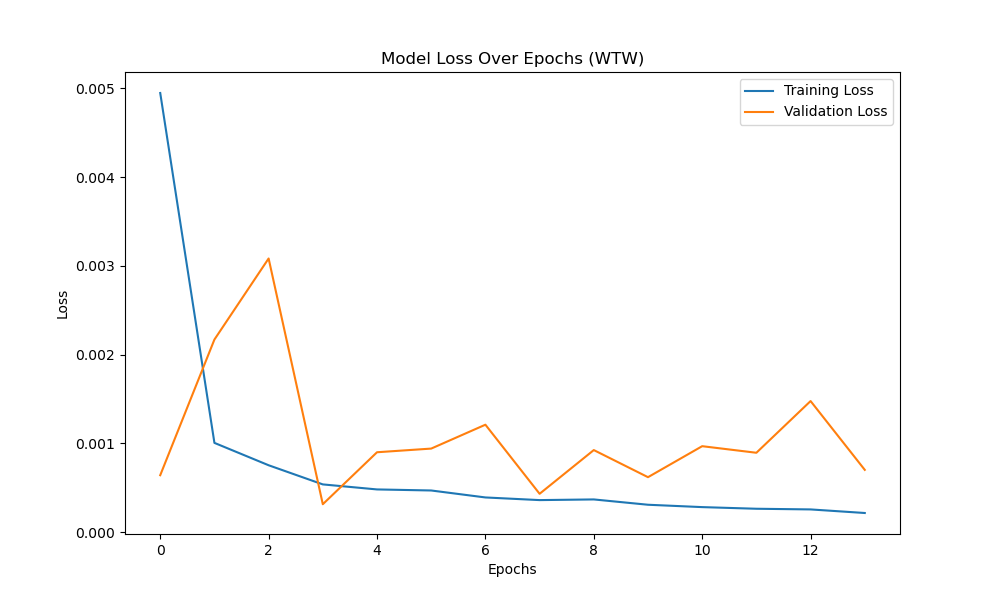 Model Loss Over Epochs (WTW)
Training Loss
Validation Loss
0.005
0.004
0.003
0.002
0.001
0.000
Loss
0 2 4 6 8 10 12
Epochs